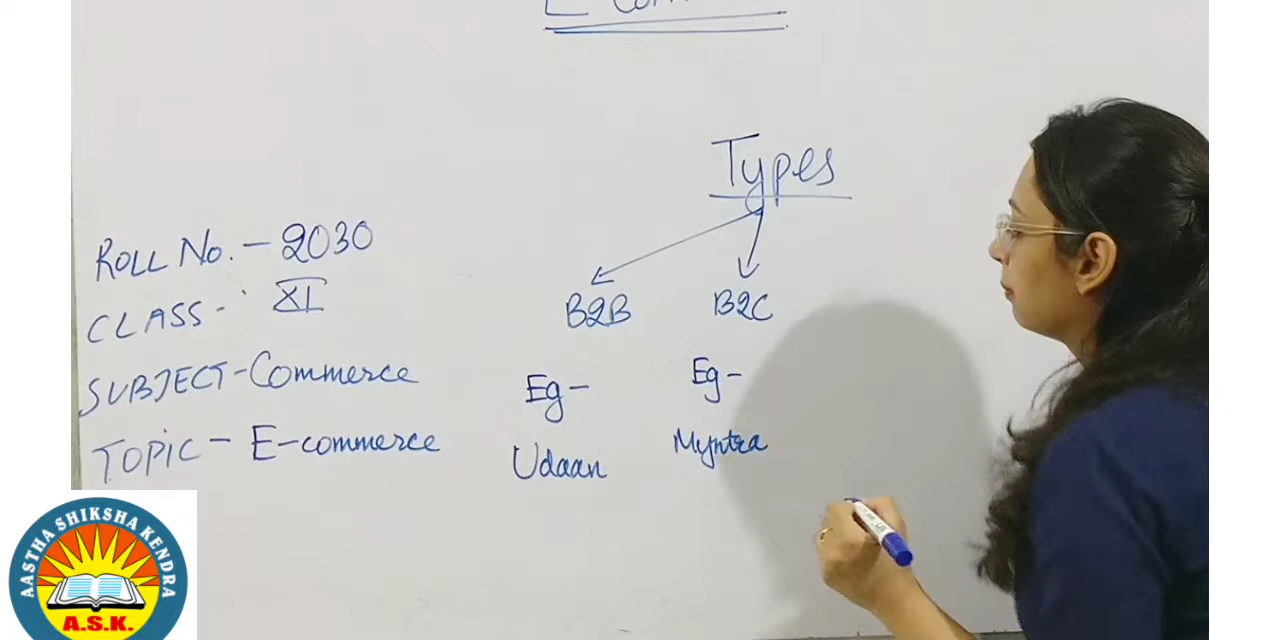 Types
ROLL No. - 2030
CLASS - XI
SUBJECT - Commerce
TOPIC - E-commerce
B2B
B2C
Eg -
Eg -
Udaan
Myntra
AASTHA SHIKSHA KENDRA
A.S.K.